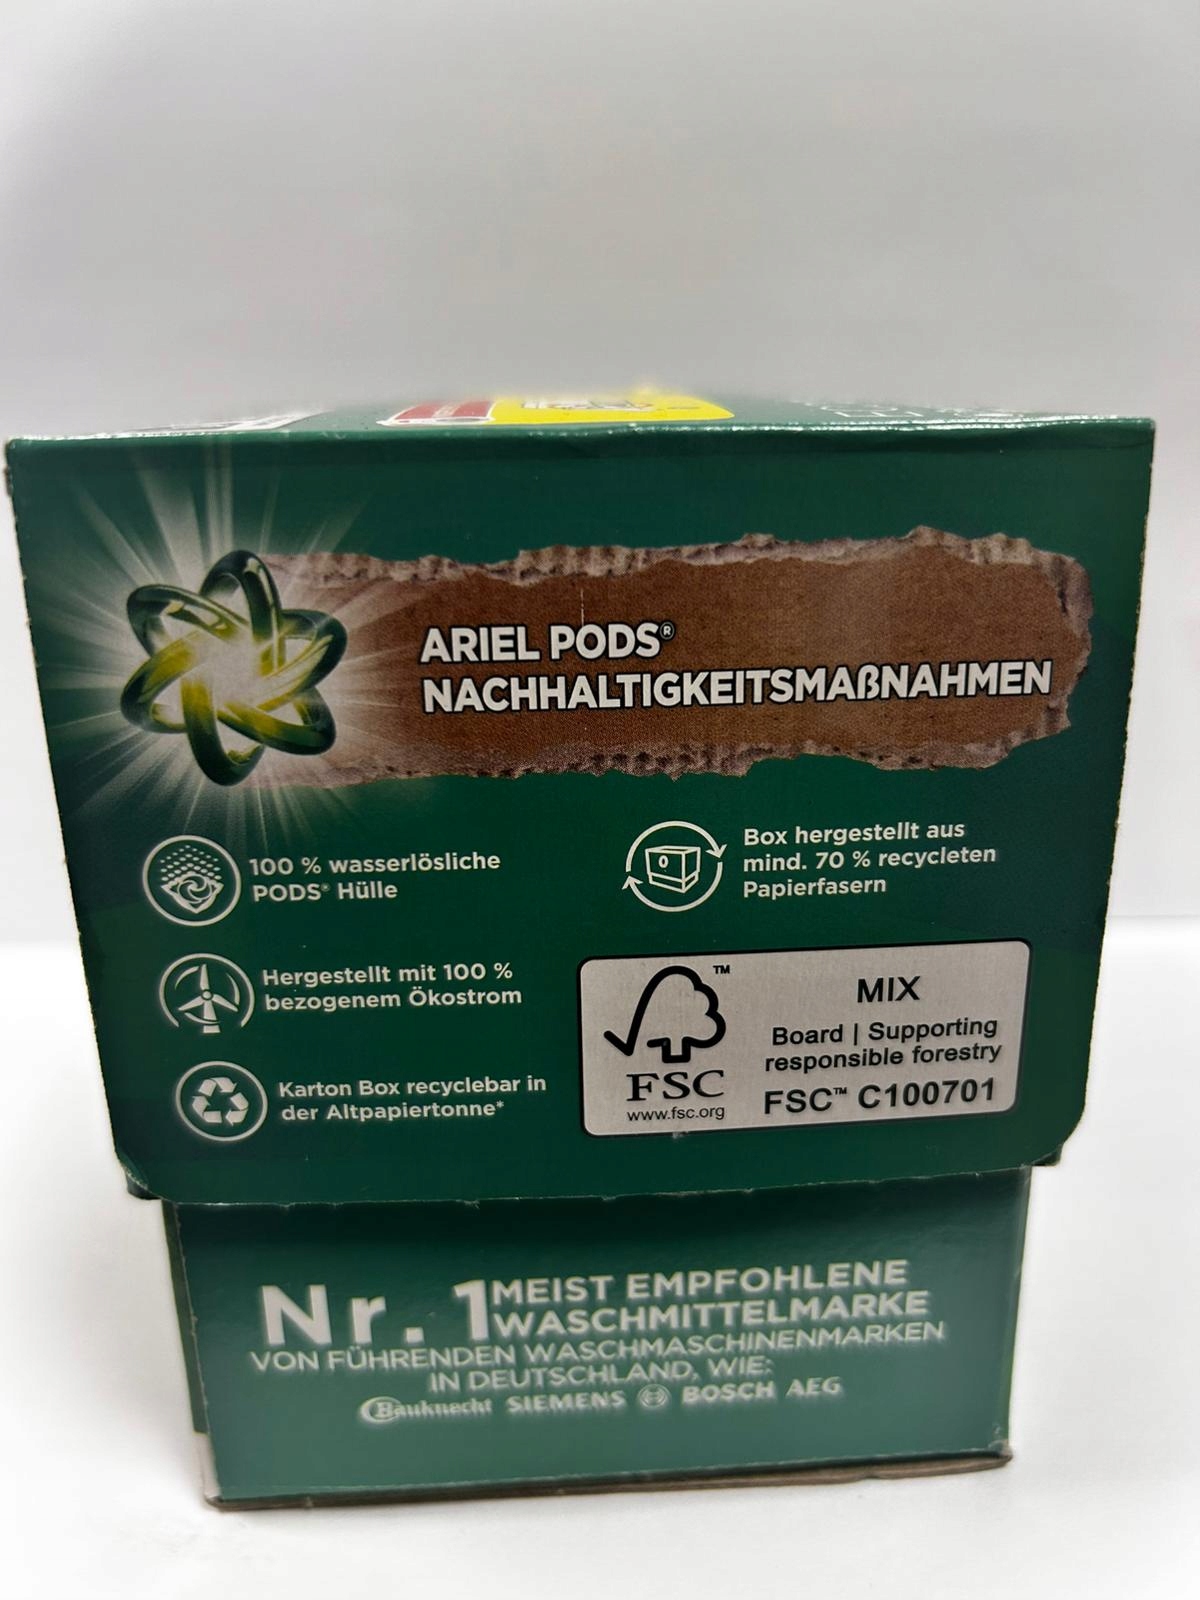 ARIEL PODS®
NACHHALTIGKEITSMAßNAHMEN
100 % wasserlösliche
PODS® Hülle
Hergestellt mit 100 %
bezogenem Ökostrom
Karton Box recyclebar in
der Altpapiertonne*
Box hergestellt aus
mind. 70 % recycleten
Papierfasern
™
FSC
www.fsc.org
MIX
Board | Supporting
responsible forestry
FSC™ C100701
Nr. 1 MEIST EMPFOHLENE
WASCHMITTELMARKE
VON FÜHRENDEN WASCHMASCHINENMARKEN
IN DEUTSCHLAND, WIE:
Bauknecht SIEMENS BOSCH AEG